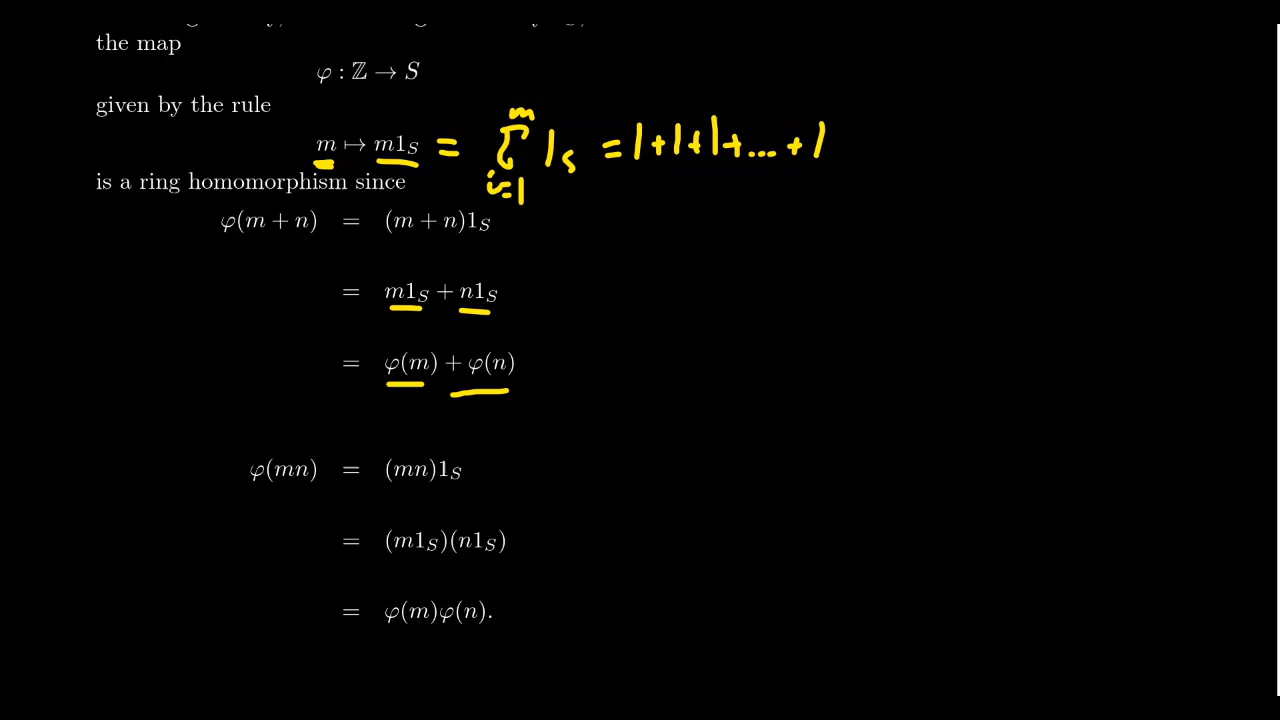 the map
φ : ℤ → S
given by the rule
m ↦ m1_S = ∑_{i=1}^{m} 1_S = 1+1+1+...+1
is a ring homomorphism since
φ(m + n) = (m + n)1_S
= m1_S + n1_S
= φ(m) + φ(n)
φ(mn) = (mn)1_S
= (m1_S)(n1_S)
= φ(m)φ(n).